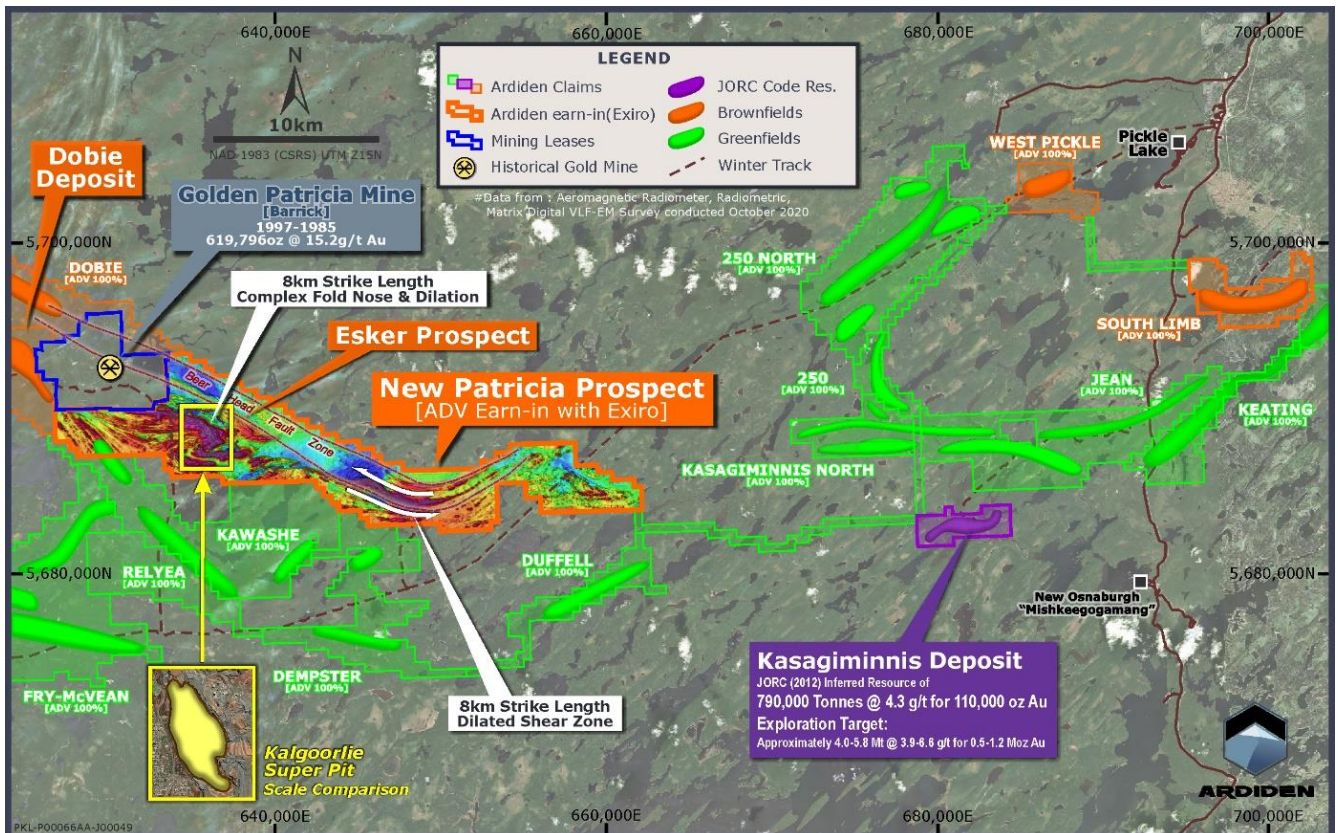 640,000E
660,000E
680,000E
700,000E
N
10km
NAD 1983 (CSRS) UTM Z15N
LEGEND
Ardiden Claims
Ardiden earn-in(Exiro)
Mining Leases
Historical Gold Mine
JORC Code Res.
Brownfields
Greenfields
Winter Track
#Data from : Aeromagnetic Radiometer, Radiometric,
Matrix Digital VLF-EM Survey conducted October 2020
WEST PICKLE
[ADV 100%]
Pickle
Lake
Dobie
Deposit
Golden Patricia Mine
[Barrick]
1997-1985
619,796oz @ 15.2g/t Au
5,700,000N
5,700,000N
DOBIE
[ADV 100%]
250 NORTH
[ADV 100%]
8km Strike Length
Complex Fold Nose & Dilation
Esker Prospect
SOUTH LIMB
[ADV 100%]
Bear Head Fault Zone
New Patricia Prospect
[ADV Earn-in with Exiro]
250
[ADV 100%]
JEAN
[ADV 100%]
KEATING
[ADV 100%]
KASAGIMINNIS NORTH
[ADV 100%]
KAWASHE
[ADV 100%]
RELYEA
[ADV 100%]
DUFFELL
[ADV 100%]
5,680,000N
5,680,000N
New Osnaburgh
"Mishkeegogamang"
FRY-McVEAN
[ADV 100%]
DEMPSTER
[ADV 100%]
8km Strike Length
Dilated Shear Zone
Kasagiminnis Deposit
JORC (2012) Inferred Resource of
790,000 Tonnes @ 4.3 g/t for 110,000 oz Au
Exploration Target:
Approximately 4.0-5.8 Mt @ 3.9-6.6 g/t for 0.5-1.2 Moz Au
Kalgoorlie
Super Pit
Scale Comparison
ARDIDEN
640,000E
660,000E
680,000E
700,000E
PKL-P00066AA-J00049